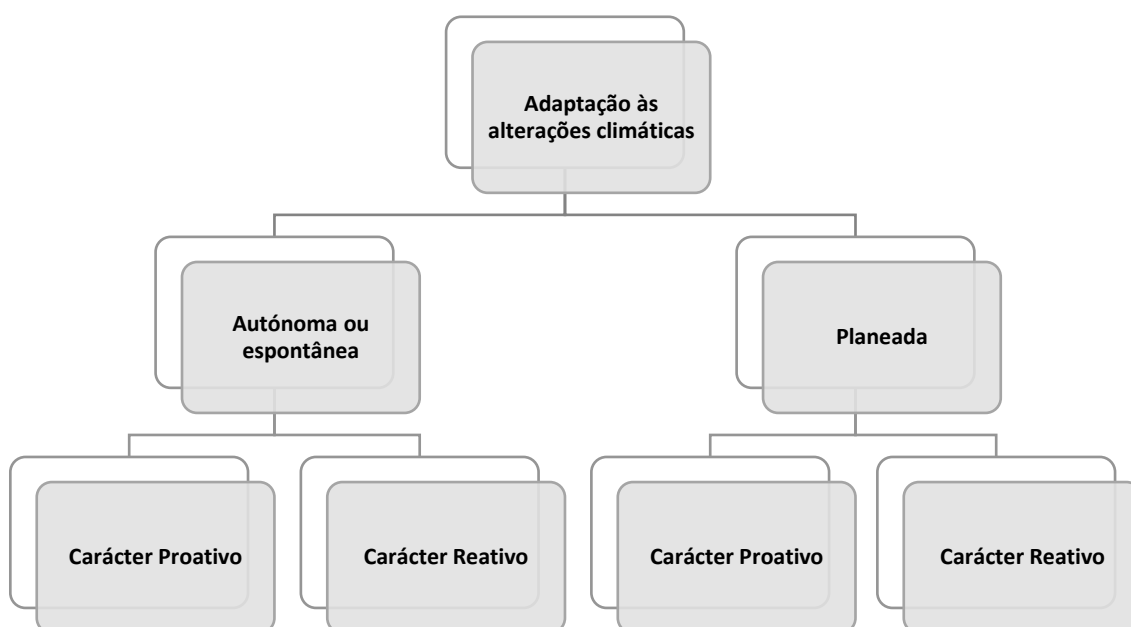 Adaptação às
alterações climáticas
Autónoma ou
espontânea
Planeada
Carácter Proativo
Carácter Reativo
Carácter Proativo
Carácter Reativo